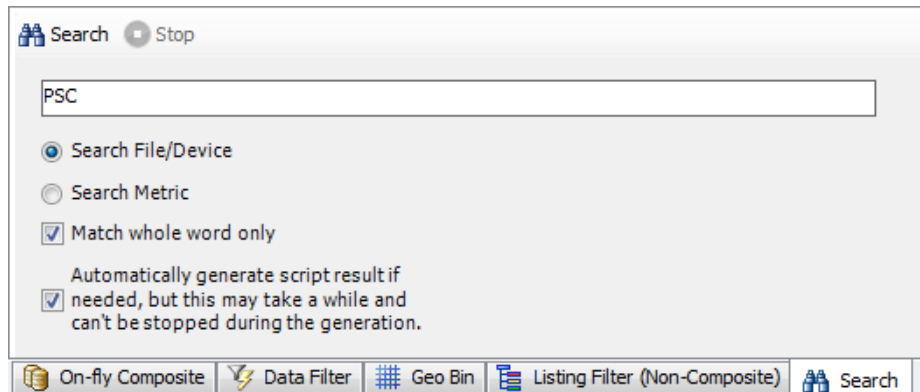 Search Stop
PSC
Search File/Device
Search Metric
Match whole word only
Automatically generate script result if
needed, but this may take a while and
can't be stopped during the generation.
On-fly Composite Data Filter Geo Bin Listing Filter (Non-Composite) Search